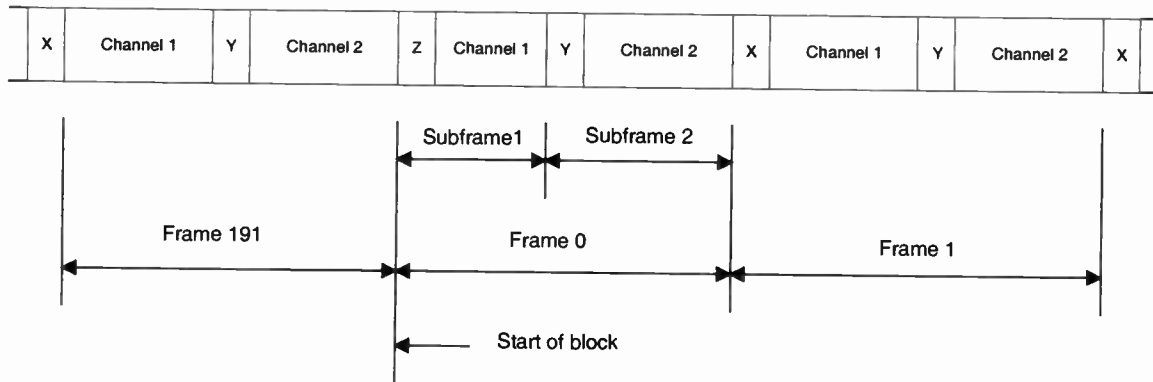 X Channel 1 Y Channel 2 Z Channel 1 Y Channel 2 X Channel 1 Y Channel 2 X
Subframe1 Subframe 2
Frame 191 Frame 0 Frame 1
Start of block